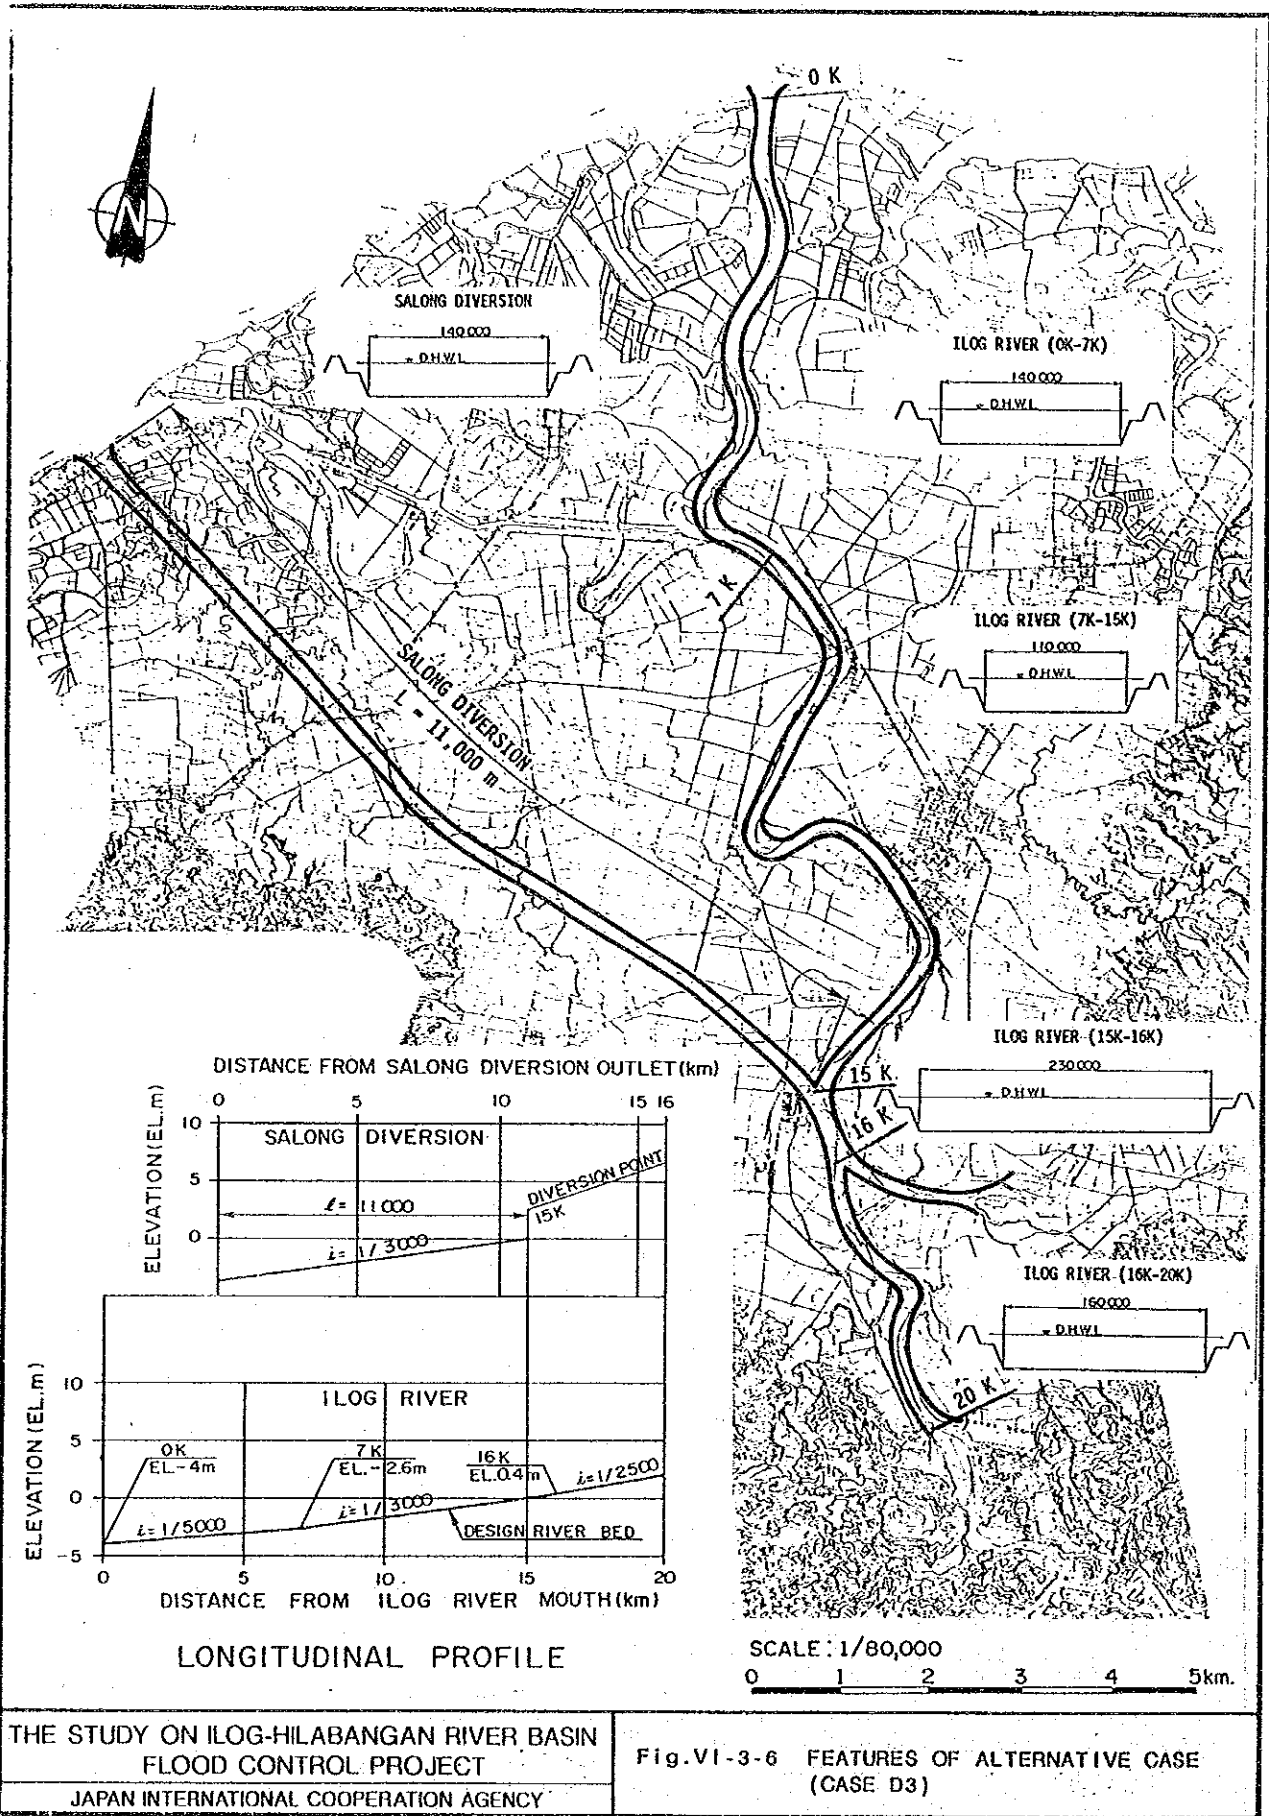 0 K
N
SALONG DIVERSION
140 000
D.H.W.L
ILOG RIVER (0K-7K)
140 000
D.H.W.L
7 K
ILOG RIVER (7K-15K)
110 000
D.H.W.L
SALONG DIVERSION
L = 11,000 m
ILOG RIVER (15K-16K)
230 000
D.H.W.L
15 K
16 K
ILOG RIVER (16K-20K)
160 000
D.H.W.L
20 K
DISTANCE FROM SALONG DIVERSION OUTLET (km)
0 5 10 15 16
ELEVATION (EL.m)
10
5
0
SALONG DIVERSION
ℓ = 11 000
i = 1/3000
DIVERSION POINT
15K
ELEVATION (EL.m)
10
5
0
-5
ILOG RIVER
0K
EL.-4m
7K
EL.-2.6m
16K
EL.0.4m
i=1/2500
i=1/3000
i=1/5000
DESIGN RIVER BED
0 5 10 15 20
DISTANCE FROM ILOG RIVER MOUTH (km)
LONGITUDINAL PROFILE
SCALE: 1/80,000
0 1 2 3 4 5km.
THE STUDY ON ILOG-HILABANGAN RIVER BASIN
FLOOD CONTROL PROJECT
JAPAN INTERNATIONAL COOPERATION AGENCY
Fig.VI-3-6 FEATURES OF ALTERNATIVE CASE
(CASE D3)